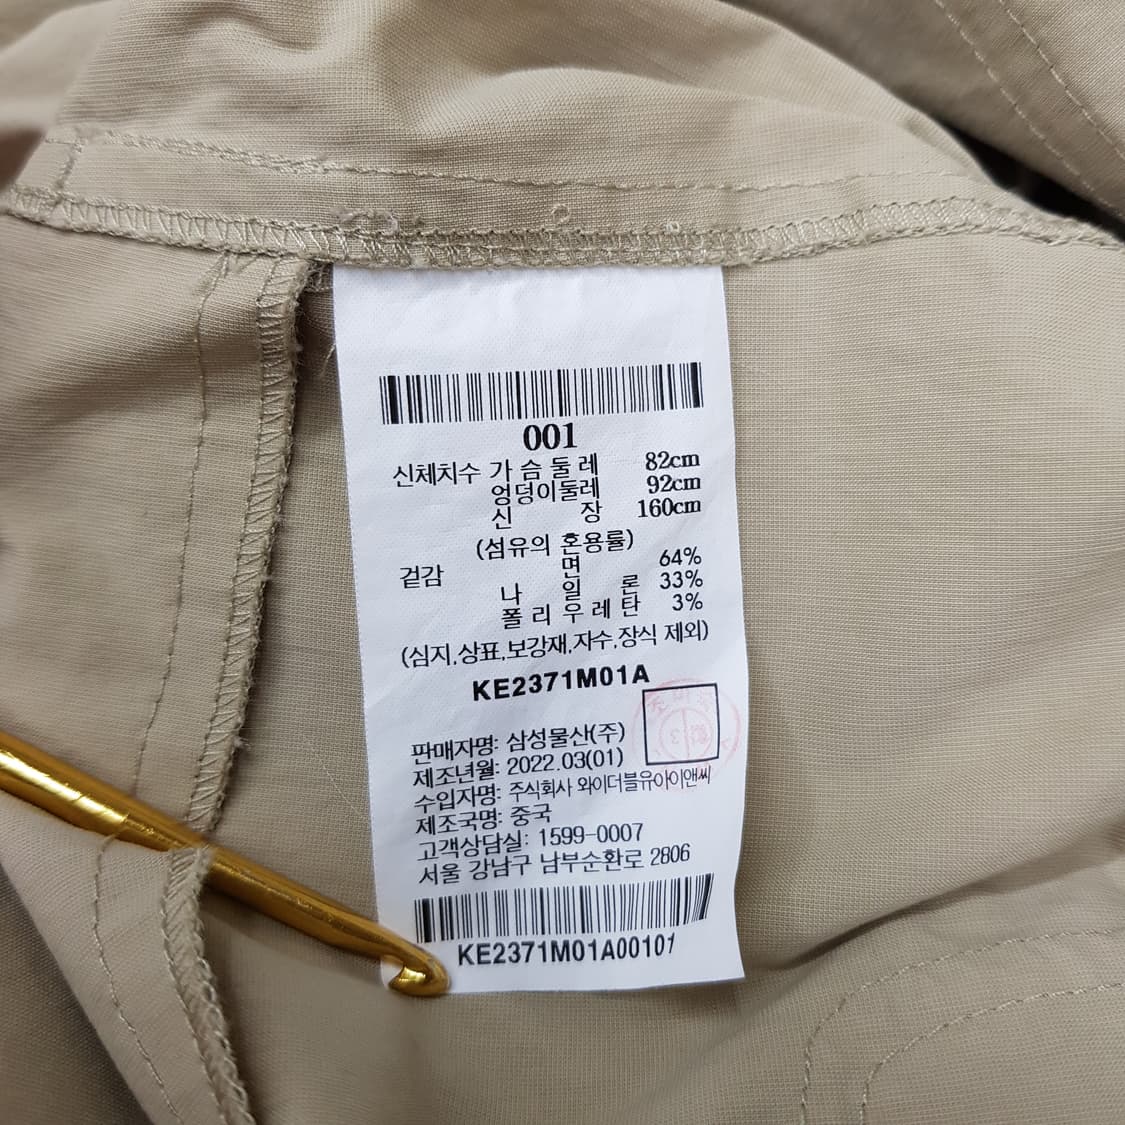 001
신체치수 가슴둘레 82cm
엉덩이둘레 92cm
신장 160cm
(섬유의 혼용률)
겉감 면 64%
나일론 33%
폴리우레탄 3%
(심지,상표,보강재,자수,장식 제외)
KE2371M01A
판매자명: 삼성물산(주)
제조년월: 2022.03(01)
수입자명: 주식회사 와이더블유아이앤씨
제조국명: 중국
고객상담실: 1599-0007
서울 강남구 남부순환로 2806
KE2371M01A00101